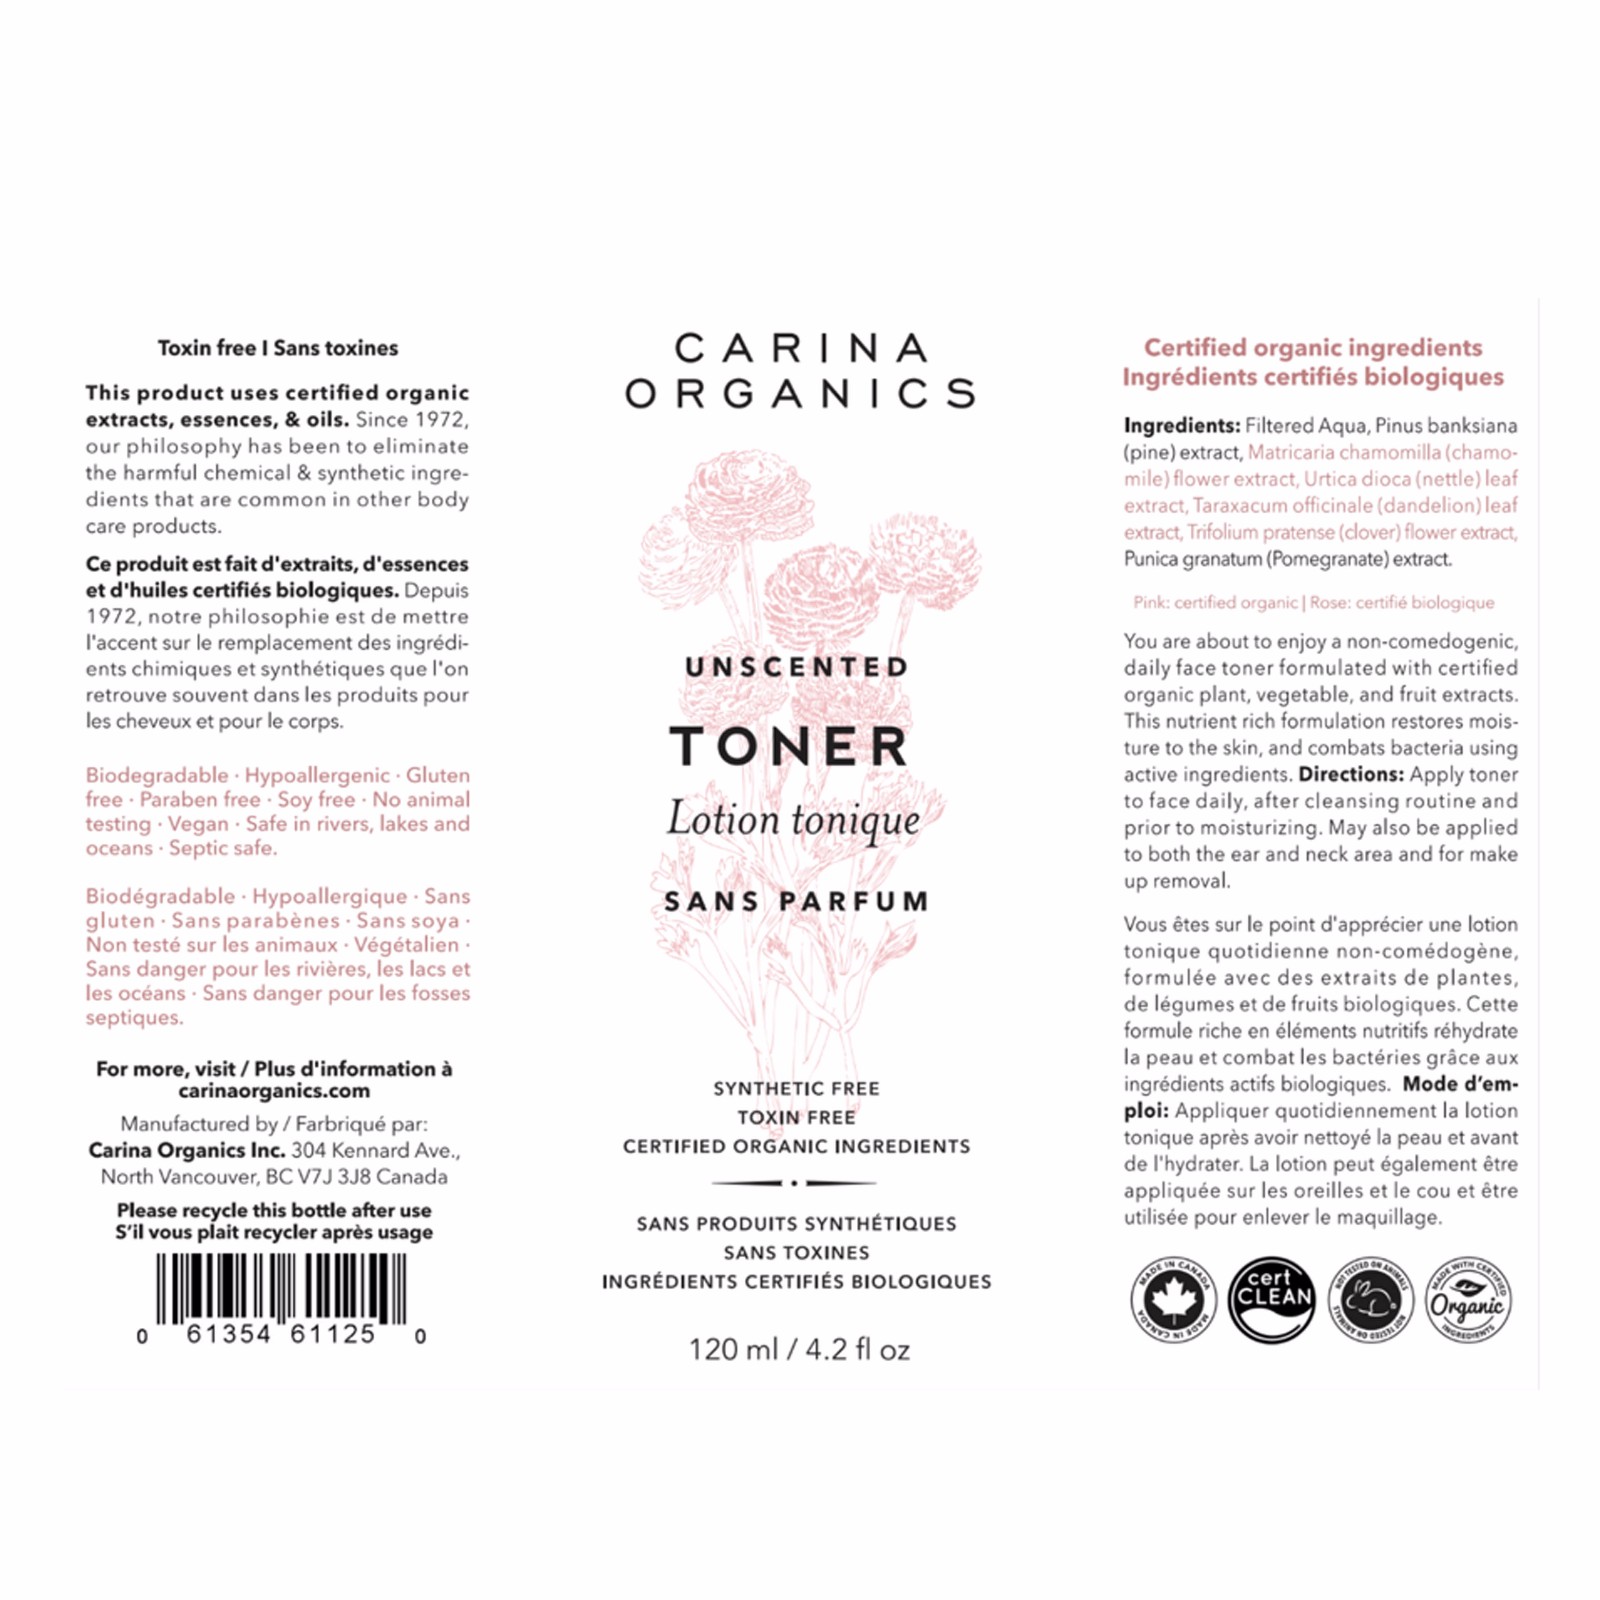 Toxin free I Sans toxines
This product uses certified organic
extracts, essences, & oils. Since 1972,
our philosophy has been to eliminate
the harmful chemical & synthetic ingre-
dients that are common in other body
care products.
Ce produit est fait d'extraits, d'essences
et d'huiles certifiés biologiques. Depuis
1972, notre philosophie est de mettre
l'accent sur le remplacement des ingrédi-
ents chimiques et synthétiques que l'on
retrouve souvent dans les produits pour
les cheveux et pour le corps.
Biodegradable · Hypoallergenic · Gluten
free · Paraben free · Soy free · No animal
testing · Vegan · Safe in rivers, lakes and
oceans · Septic safe.
Biodégradable · Hypoallergique · Sans
gluten · Sans parabènes · Sans soya ·
Non testé sur les animaux · Végétalien ·
Sans danger pour les rivières, les lacs et
les océans · Sans danger pour les fosses
septiques.
For more, visit / Plus d'information à
carinaorganics.com
Manufactured by / Farbriqué par:
Carina Organics Inc. 304 Kennard Ave.,
North Vancouver, BC V7J 3J8 Canada
Please recycle this bottle after use
S'il vous plait recycler après usage
0 61354 61125 0
CARINA
ORGANICS
UNSCENTED
TONER
Lotion tonique
SANS PARFUM
SYNTHETIC FREE
TOXIN FREE
CERTIFIED ORGANIC INGREDIENTS
SANS PRODUITS SYNTHÉTIQUES
SANS TOXINES
INGRÉDIENTS CERTIFIÉS BIOLOGIQUES
120 ml / 4.2 fl oz
Certified organic ingredients
Ingrédients certifiés biologiques
Ingredients: Filtered Aqua, Pinus banksiana
(pine) extract, Matricaria chamomilla (chamo-
mile) flower extract, Urtica dioca (nettle) leaf
extract, Taraxacum officinale (dandelion) leaf
extract, Trifolium pratense (clover) flower extract,
Punica granatum (Pomegranate) extract.
Pink: certified organic | Rose: certifié biologique
You are about to enjoy a non-comedogenic,
daily face toner formulated with certified
organic plant, vegetable, and fruit extracts.
This nutrient rich formulation restores mois-
ture to the skin, and combats bacteria using
active ingredients. Directions: Apply toner
to face daily, after cleansing routine and
prior to moisturizing. May also be applied
to both the ear and neck area and for make
up removal.
Vous êtes sur le point d'apprécier une lotion
tonique quotidienne non-comédogène,
formulée avec des extraits de plantes,
de légumes et de fruits biologiques. Cette
formule riche en éléments nutritifs réhydrate
la peau et combat les bactéries grâce aux
ingrédients actifs biologiques. Mode d'em-
ploi: Appliquer quotidiennement la lotion
tonique après avoir nettoyé la peau et avant
de l'hydrater. La lotion peut également être
appliquée sur les oreilles et le cou et être
utilisée pour enlever le maquillage.
MADE IN CANADA
MADE IN CANADA
cert
CLEAN
NOT TESTED ON ANIMALS
NOT TESTED ON ANIMALS
MADE WITH CERTIFIED
Organic
INGREDIENTS